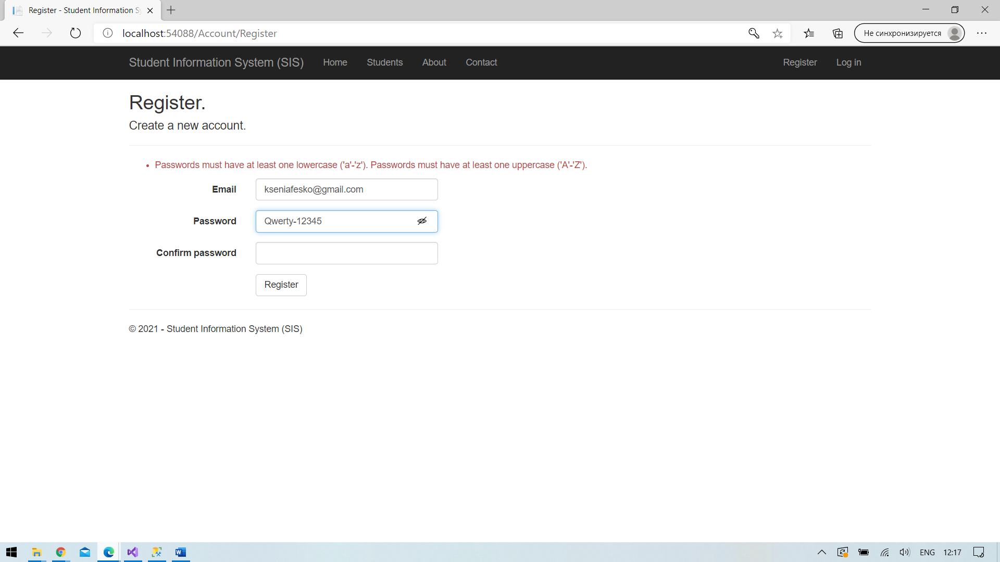 Register - Student Information S
localhost:54088/Account/Register
Не синхронизируется
Student Information System (SIS) Home Students About Contact Register Log in
Register.
Create a new account.
Passwords must have at least one lowercase ('a'-'z'). Passwords must have at least one uppercase ('A'-'Z').
Email kseniafesko@gmail.com
Password Qwerty-12345
Confirm password
Register
© 2021 - Student Information System (SIS)
ENG 12:17